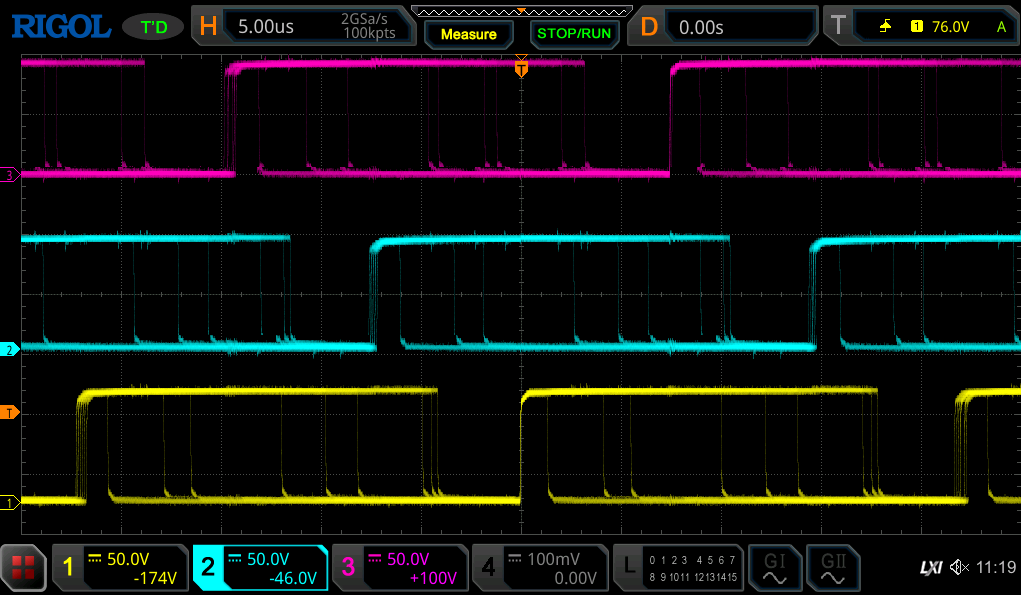 RIGOL T'D H 5.00us 2GSa/s 100kpts Measure STOP/RUN D 0.00s T 1 76.0V A
T
3
2
T
1
1 50.0V -174V 2 50.0V -46.0V 3 50.0V +100V 4 100mV 0.00V L 0 1 2 3 4 5 6 7 8 9 10 11 12 13 14 15 GI GII LXI 11:19